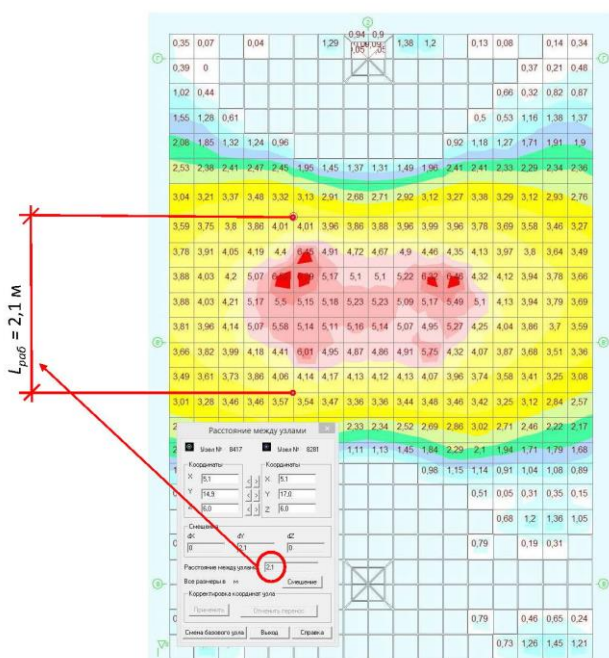 0,94 0,9
0,35 0,07 0,04 1,29 1,38 1,2 0,13 0,08 0,14 0,34
0,39 0 0,37 0,21 0,48
1,02 0,44 0,66 0,32 0,82 0,87
1,55 1,28 0,61 0,5 0,53 1,16 1,38 1,37
2,08 1,85 1,32 1,24 0,96 0,92 1,18 1,27 1,71 1,91 1,9
2,53 2,38 2,41 2,47 2,45 1,95 1,45 1,37 1,31 1,49 1,96 2,41 2,41 2,33 2,29 2,34 2,36
3,04 3,21 3,37 3,48 3,32 3,13 2,91 2,68 2,71 2,92 3,12 3,27 3,38 3,29 3,12 2,93 2,76
3,59 3,75 3,8 3,86 4,01 4,01 3,96 3,86 3,88 3,96 3,99 3,96 3,78 3,69 3,58 3,46 3,27
3,78 3,91 4,05 4,19 4,4 4,91 4,72 4,67 4,9 4,46 4,35 4,13 3,97 3,8 3,64 3,49
3,88 4,03 4,2 5,07 5,17 5,1 5,1 5,22 4,32 4,12 3,94 3,78 3,66
3,88 4,03 4,21 5,17 5,5 5,15 5,18 5,23 5,23 5,09 5,17 5,49 5,1 4,13 3,94 3,79 3,69
3,81 3,96 4,14 5,07 5,58 5,14 5,11 5,16 5,14 5,07 4,95 5,27 4,25 4,04 3,86 3,7 3,59
3,66 3,82 3,99 4,18 4,41 6,01 4,95 4,87 4,86 4,91 5,75 4,32 4,07 3,87 3,68 3,51 3,36
3,49 3,61 3,73 3,86 4,06 4,14 4,17 4,13 4,12 4,13 4,07 3,96 3,74 3,58 3,41 3,25 3,08
3,01 3,28 3,46 3,46 3,57 3,54 3,47 3,36 3,36 3,44 3,48 3,46 3,42 3,25 3,12 2,84 2,57
2,33 2,34 2,52 2,69 2,86 3,02 2,71 2,46 2,22 2,17
1,11 1,13 1,45 1,84 2,29 2,1 1,94 1,71 1,79 1,68
0,98 1,15 1,14 0,91 1,04 1,08 0,89
0,51 0,05 0,31 0,35 0,15
0,68 1,2 1,36 1,05
0,79 0,19 0,31
0,79 0,46 0,65 0,24
0,73 1,26 1,45 1,21
Lраб = 2,1 м
Расстояние между узлами
Узел № 8417 Узел № 8281
Координаты Координаты
X 5,1 X 5,1
Y 14,9 Y 17,0
Z 6,0 Z 6,0
Смещение
dX dY dZ
0 2,1 0
Расстояние между узлами 2,1
Все размеры в м Смещение
Корректировка координат узла
Применить Отменить перенос
Смена базового узла Выход Справка